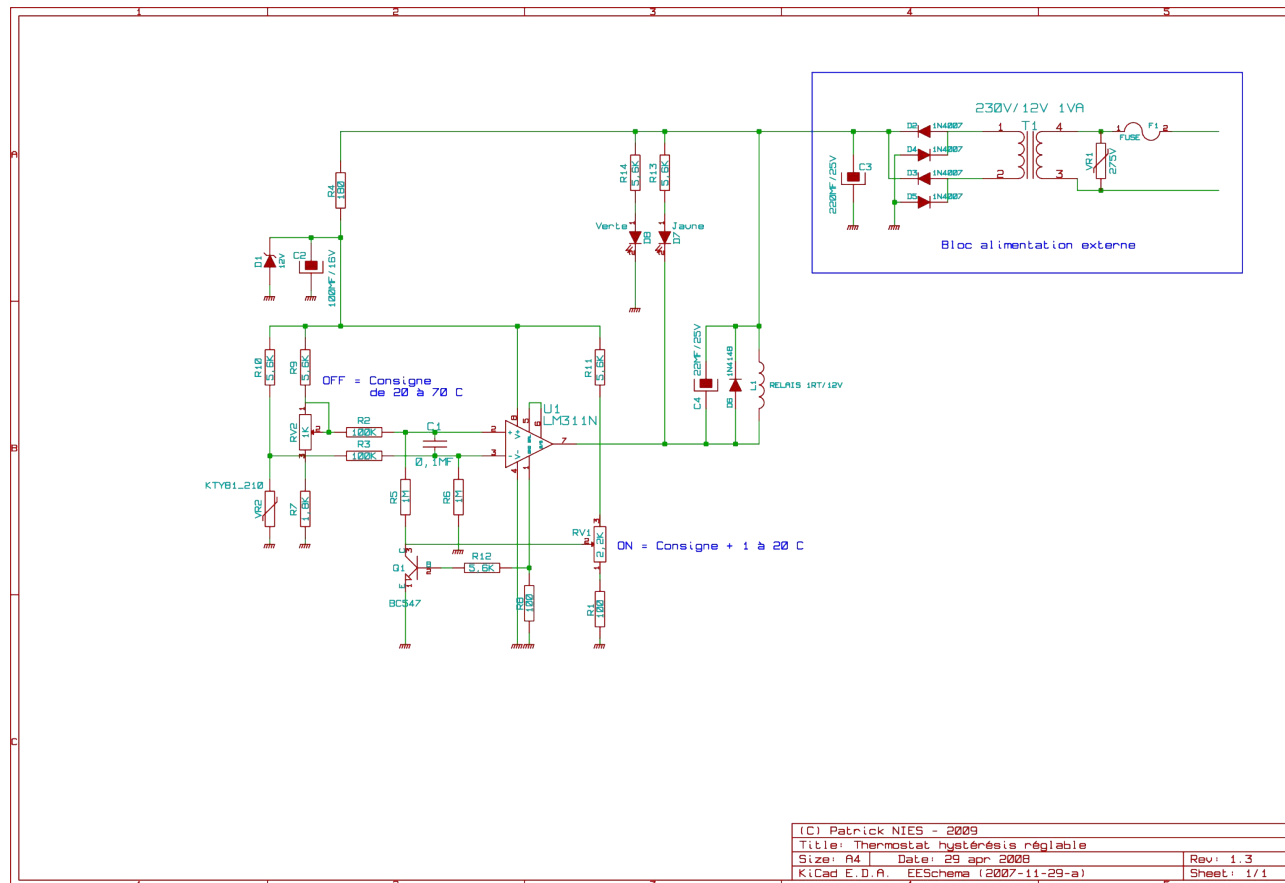 1 2 3 4 5
A
B
C
230V/12V 1VA
T1
1
4
2
3
D2 1N4007
D4 1N4007
D3 1N4007
D5 1N4007
F1
FUSE
1
2
VR1
275V
C3
220MF/25V
Bloc alimentation externe
R4
180
R14
5,6K
R13
5,6K
Verte
D8
Jaune
D7
D1
12V
C2
100MF/16V
R10
5,6K
R9
5,6K
R11
5,6K
OFF = Consigne
de 20 à 70 C
RV2
1K
R2
100K
R3
100K
C1
0,1MF
U1
LM311N
V+
V-
22MF/25V
C4
1N4148
D6
L1
RELAIS 1RT/12V
KTY81_210
VR2
R7
1,8K
R5
1M
R6
1M
Q1
BC547
R12
5,6K
R8
100
RV1
2,2K
R1
100
ON = Consigne + 1 à 20 C
(C) Patrick NIES - 2009
Title: Thermostat hystérésis réglable
Size: A4 Date: 29 apr 2008 Rev: 1.3
KiCad E.D.A. EESchema (2007-11-29-a) Sheet: 1/1